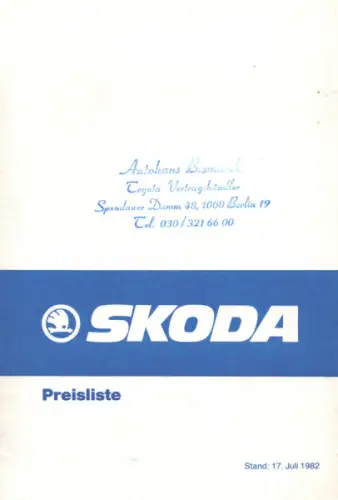 Autohaus Bismarck
Toyota Vertragshändler
Spandauer Damm 48, 1000 Berlin 19
Tel. 030/321 66 00
SKODA
Preisliste
Stand: 17. Juli 1982